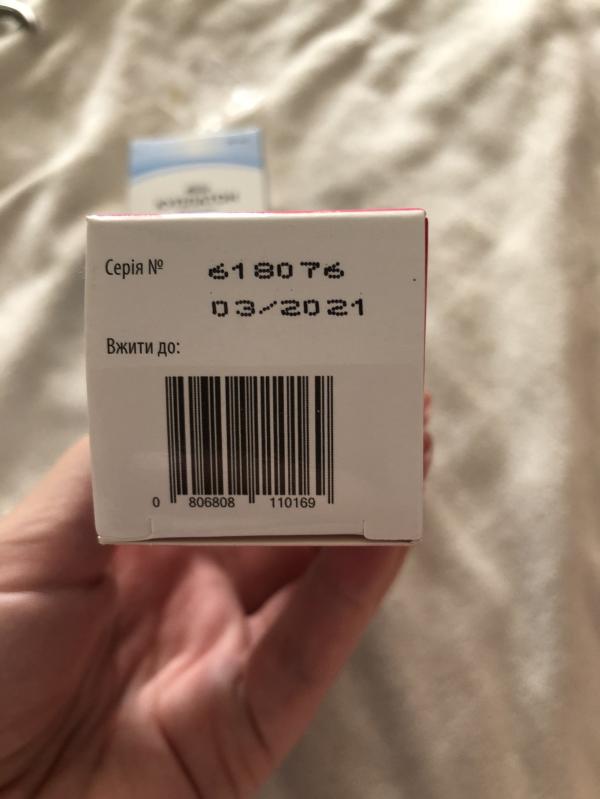 Серія № 618076
03/2021
Вжити до:
0 806808 110169